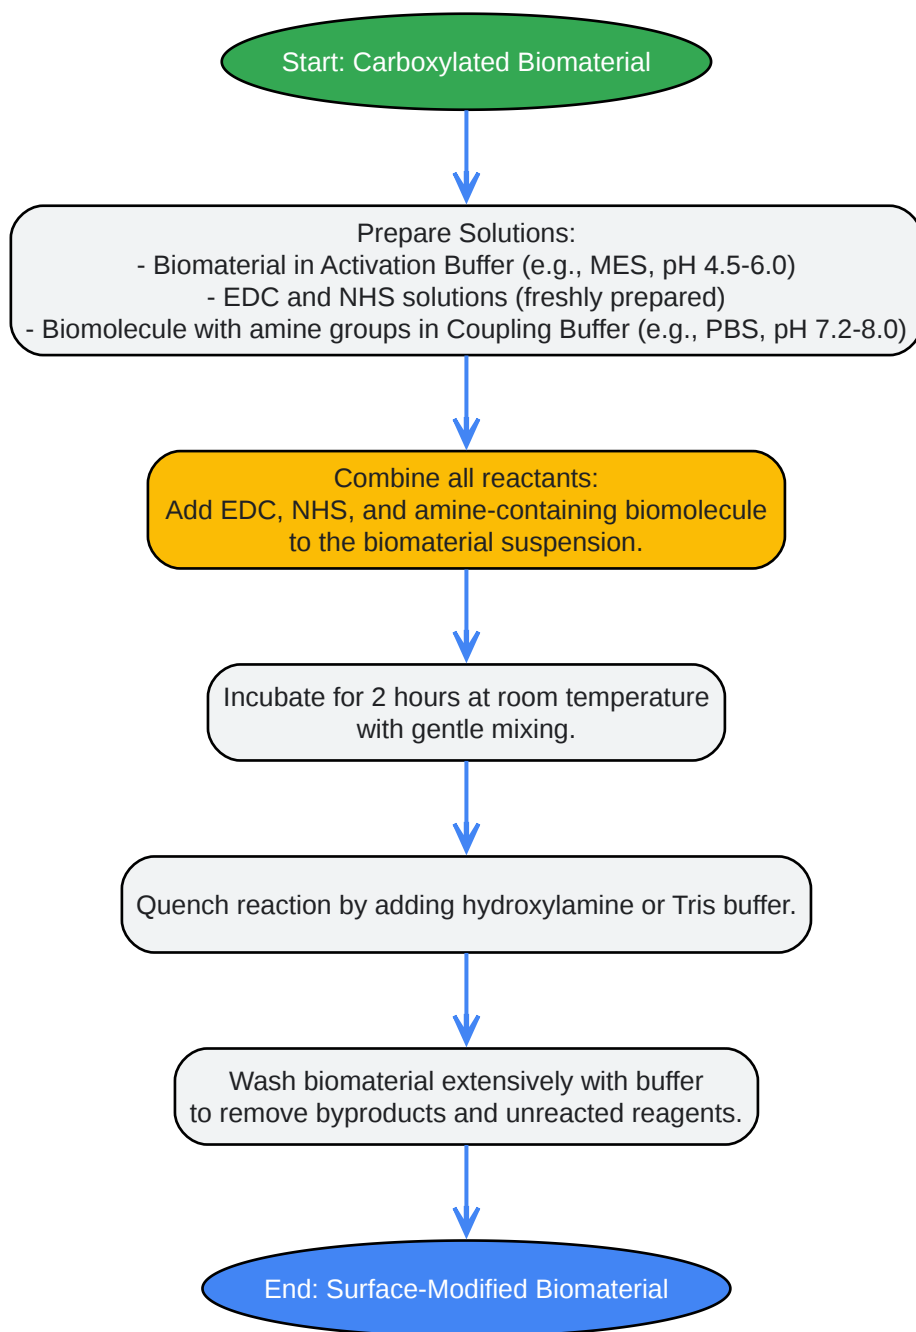 Start: Carboxylated Biomaterial
Prepare Solutions:
- Biomaterial in Activation Buffer (e.g., MES, pH 4.5-6.0)
- EDC and NHS solutions (freshly prepared)
- Biomolecule with amine groups in Coupling Buffer (e.g., PBS, pH 7.2-8.0)
Combine all reactants:
Add EDC, NHS, and amine-containing biomolecule
to the biomaterial suspension.
Incubate for 2 hours at room temperature
with gentle mixing.
Quench reaction by adding hydroxylamine or Tris buffer.
Wash biomaterial extensively with buffer
to remove byproducts and unreacted reagents.
End: Surface-Modified Biomaterial